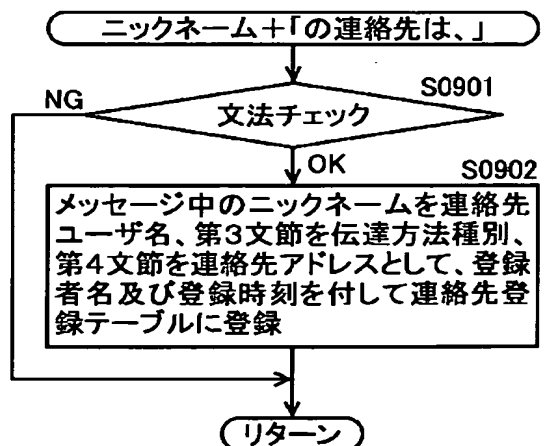 ニックネーム+「の連絡先は、」
S0901
NG
文法チェック
OK
S0902
メッセージ中のニックネームを連絡先
ユーザ名、第3文節を伝達方法種別、
第4文節を連絡先アドレスとして、登録
者名及び登録時刻を付して連絡先登
録テーブルに登録
リターン